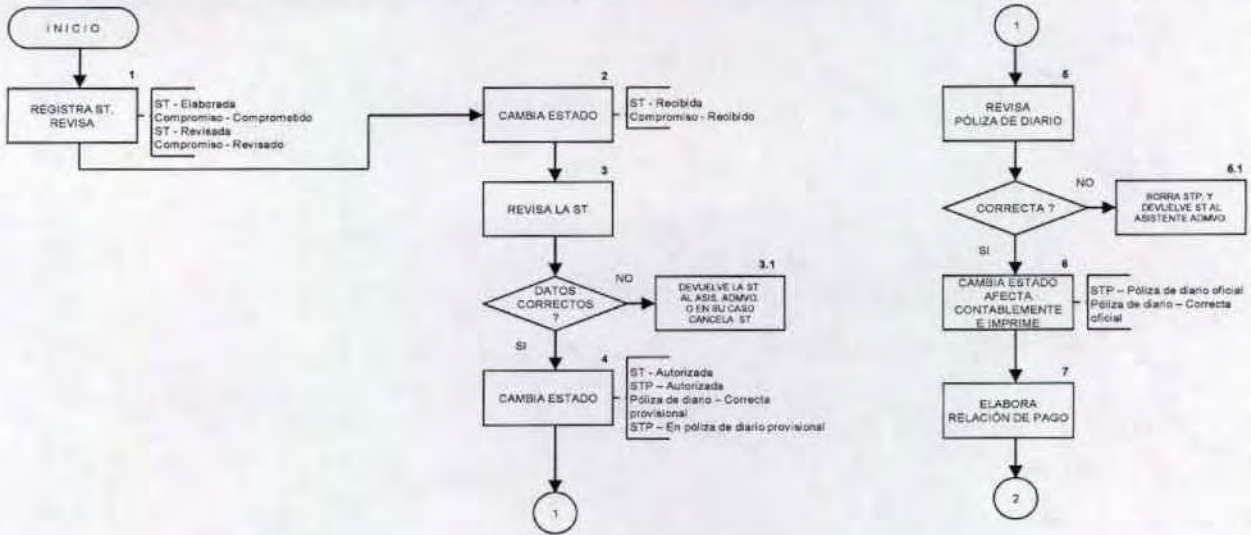 INICIO
1
REGISTRA ST.
REVISA
ST - Elaborada
Compromiso - Comprometido
ST - Revisada
Compromiso - Revisado
2
CAMBIA ESTADO
ST - Recibida
Compromiso - Recibido
3
REVISA LA ST
DATOS
CORRECTOS
?
NO
3.1
DEVUELVE LA ST
AL ASIS. ADMVO.
O EN SU CASO
CANCELA ST
SI
4
CAMBIA ESTADO
ST - Autorizada
STP – Autorizada
Póliza de diario – Correcta
provisional
STP – En póliza de diario provisional
1
1
5
REVISA
PÓLIZA DE DIARIO
CORRECTA ?
NO
5.1
BORRA STP, Y
DEVUELVE ST AL
ASISTENTE ADMVO.
SI
6
CAMBIA ESTADO
AFECTA
CONTABLEMENTE
E IMPRIME
STP – Póliza de diario oficial
Póliza de diario – Correcta
oficial
7
ELABORA
RELACIÓN DE PAGO
2